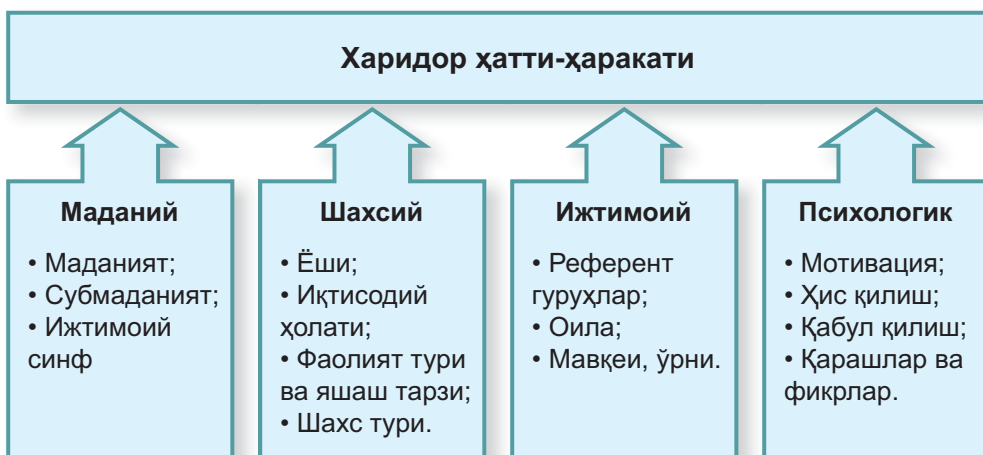 Харидор ҳатти-ҳаракати
Маданий
• Маданият;
• Субмаданият;
• Ижтимоий
синф
Шахсий
• Ёши;
• Иқтисодий
ҳолати;
• Фаолият тури
ва яшаш тарзи;
• Шахс тури.
Ижтимоий
• Референт
гуруҳлар;
• Оила;
• Мавқеи, ўрни.
Психологик
• Мотивация;
• Ҳис қилиш;
• Қабул қилиш;
• Қарашлар ва
фикрлар.